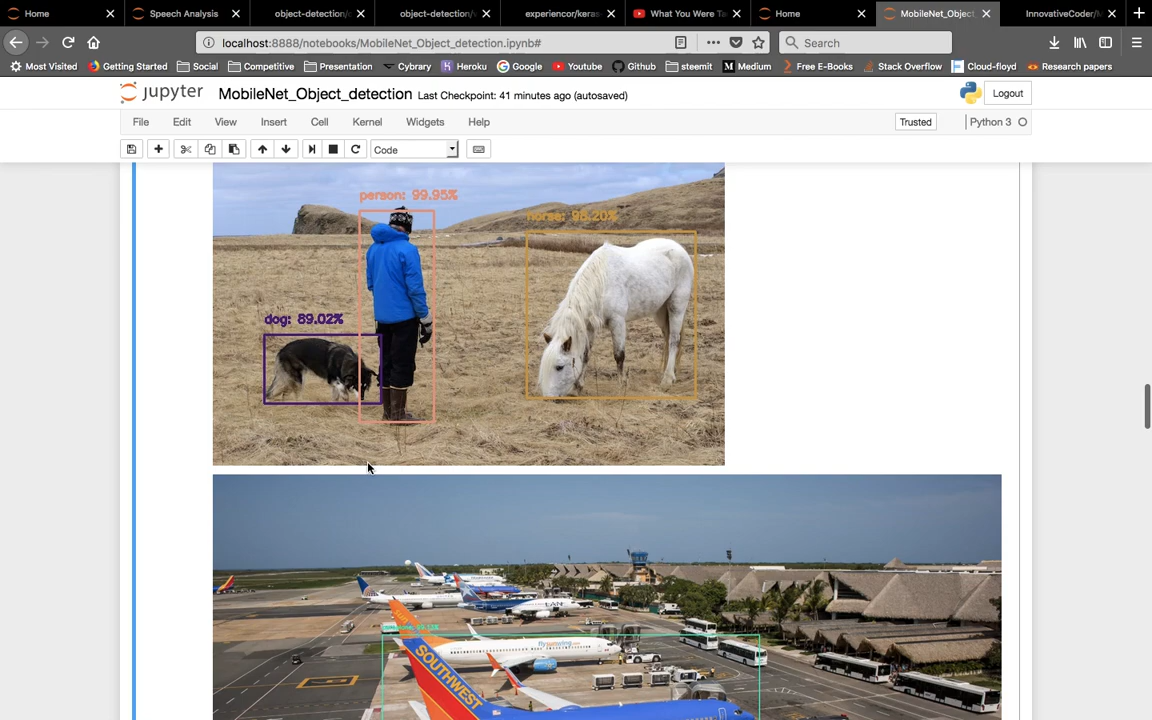 Home
Speech Analysis
object-detection/
object-detection/
experiencor/keras
What You Were Ta
Home
MobileNet_Object_
InnovativeCoder/
localhost:8888/notebooks/MobileNet_Object_detection.ipynb#
Search
Most Visited
Getting Started
Social
Competitive
Presentation
Cybrary
Heroku
Google
Youtube
Github
steemit
Medium
Free E-Books
Stack Overflow
Cloud-floyd
Research papers
jupyter
MobileNet_Object_detection
Last Checkpoint: 41 minutes ago (autosaved)
Logout
File
Edit
View
Insert
Cell
Kernel
Widgets
Help
Trusted
Python 3
Code
person: 99.95%
horse: 98.20%
dog: 89.02%
LAN
SOUTHWEST